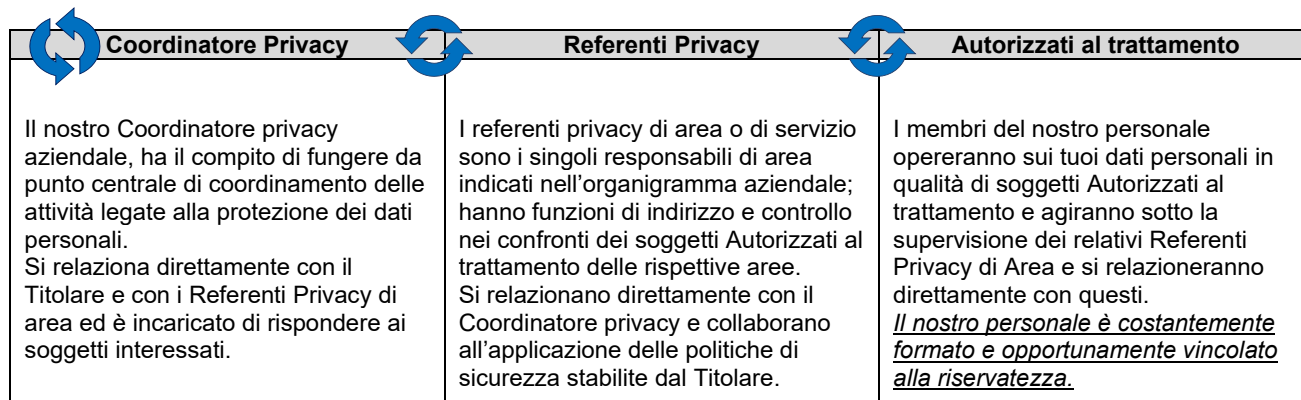 Coordinatore Privacy
Referenti Privacy
Autorizzati al trattamento
Il nostro Coordinatore privacy
aziendale, ha il compito di fungere da
punto centrale di coordinamento delle
attività legate alla protezione dei dati
personali.
Si relaziona direttamente con il
Titolare e con i Referenti Privacy di
area ed è incaricato di rispondere ai
soggetti interessati.
I referenti privacy di area o di servizio
sono i singoli responsabili di area
indicati nell’organigramma aziendale;
hanno funzioni di indirizzo e controllo
nei confronti dei soggetti Autorizzati al
trattamento delle rispettive aree.
Si relazionano direttamente con il
Coordinatore privacy e collaborano
all’applicazione delle politiche di
sicurezza stabilite dal Titolare.
I membri del nostro personale
opereranno sui tuoi dati personali in
qualità di soggetti Autorizzati al
trattamento e agiranno sotto la
supervisione dei relativi Referenti
Privacy di Area e si relazioneranno
direttamente con questi.
Il nostro personale è costantemente
formato e opportunamente vincolato
alla riservatezza.